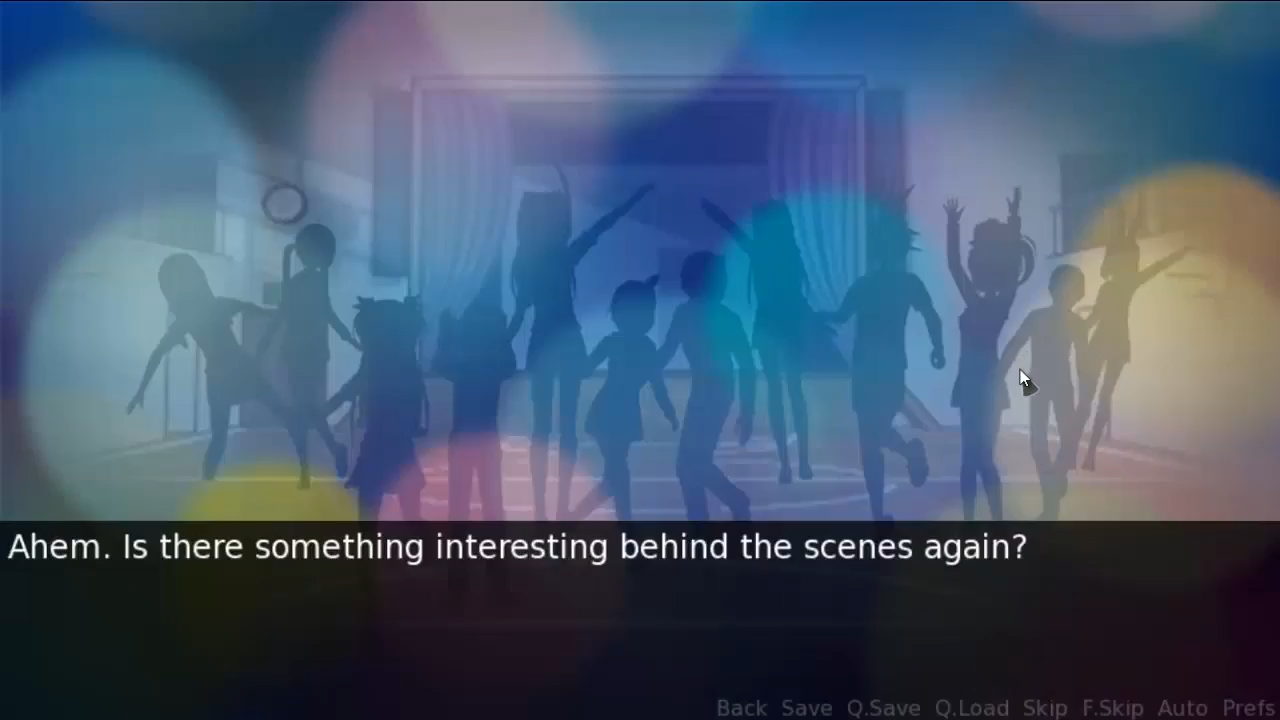 Ahem. Is there something interesting behind the scenes again?
Back Save Q.Save Q.Load Skip F.Skip Auto Prefs